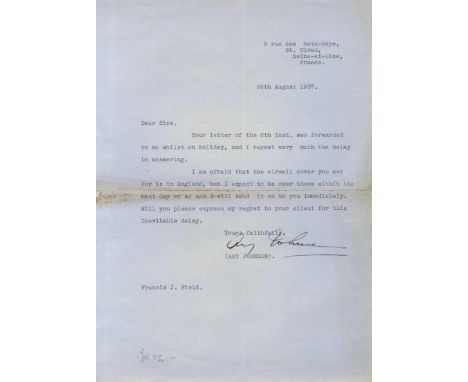 9 rue des Gate-Ceps,
St. Cloud,
Seine-et-Oise,
France.
26th August 1937.
Dear Sirs,
Your letter of the 6th inst. was forwarded
to me whilst on holiday, and I regret very much the delay
in answering.
I am afraid that the airmail cover you ask
for is in England, but I expect to be over there within the
next day or so and I will send it on to you immediately.
Will you please express my regret to your client for this
inevitable delay.
Yours faithfully,
Amy Johnson
(AMY JOHNSON).
Francis J. Field.